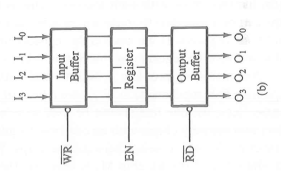 I0
I1
I2
I3
Input
Buffer
Register
Output
Buffer
O0
O1
O2
O3
WR
EN
RD
(b)